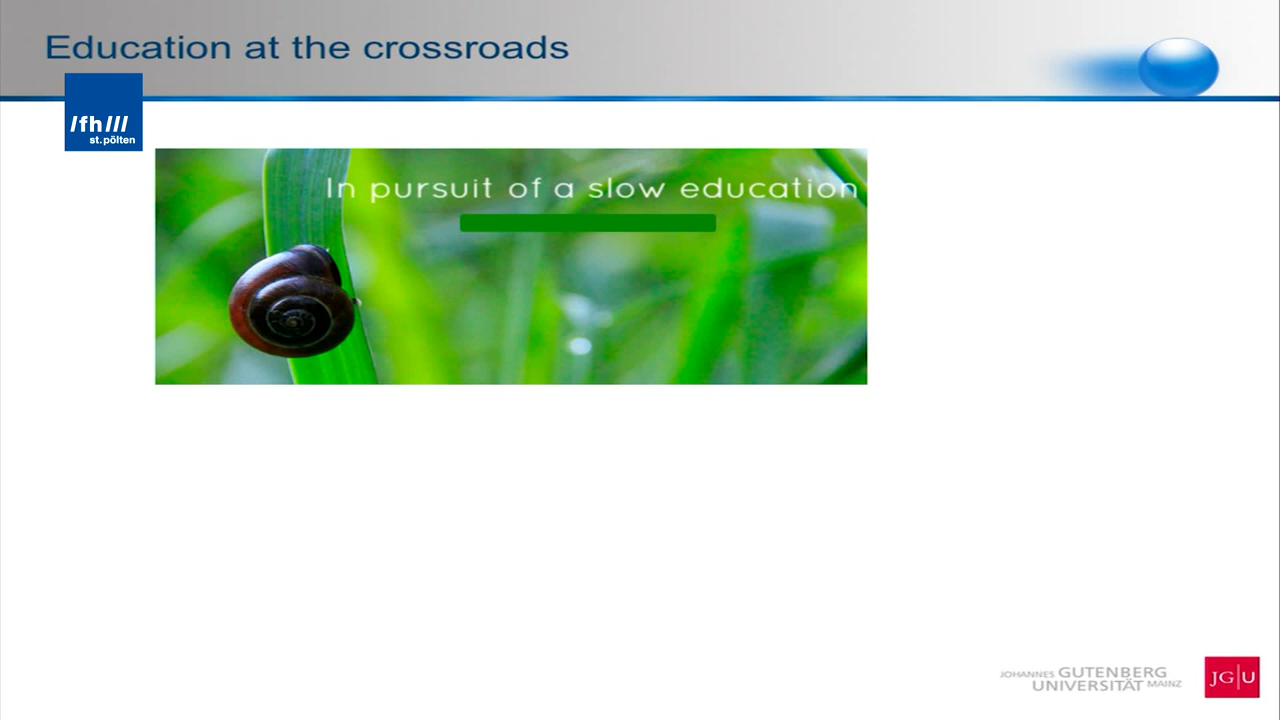 Education at the crossroads
/fh///
st.pölten
In pursuit of a slow education
JOHANNES GUTENBERG
UNIVERSITÄT MAINZ
JG|U